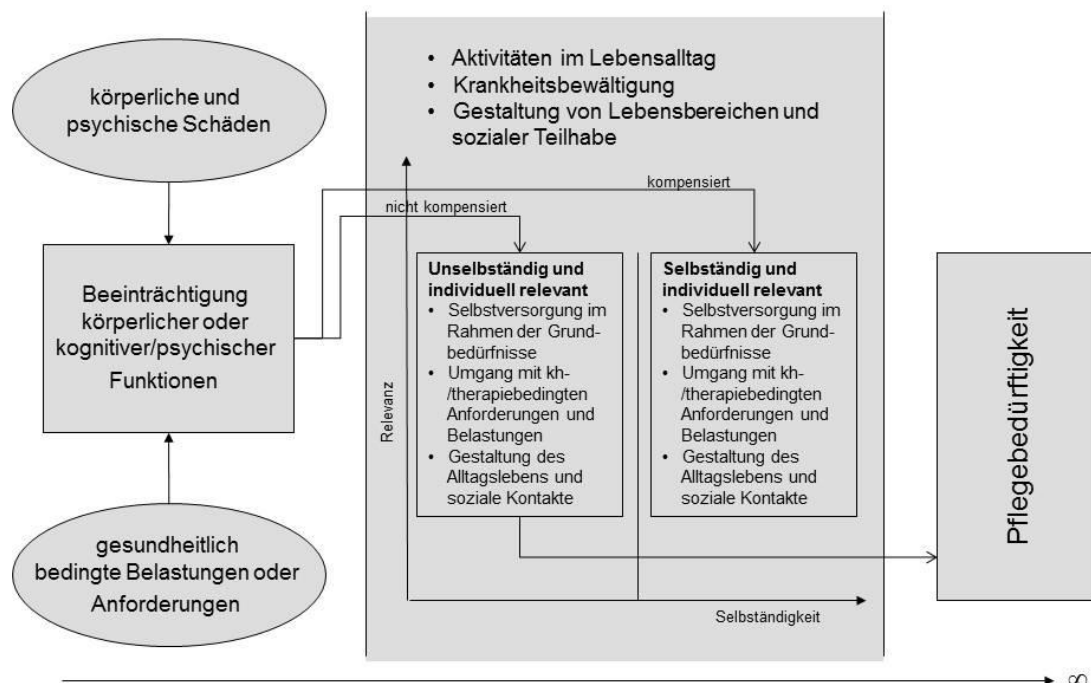 körperliche und
psychische Schäden
Beeinträchtigung
körperlicher oder
kognitiver/psychischer
Funktionen
gesundheitlich
bedingte Belastungen oder
Anforderungen
• Aktivitäten im Lebensalltag
• Krankheitsbewältigung
• Gestaltung von Lebensbereichen und
sozialer Teilhabe
kompensiert
nicht kompensiert
Relevanz
Unselbständig und
individuell relevant
• Selbstversorgung im
Rahmen der Grund-
bedürfnisse
• Umgang mit kh-
/therapiebedingten
Anforderungen und
Belastungen
• Gestaltung des
Alltagslebens und
soziale Kontakte
Selbständig und
individuell relevant
• Selbstversorgung im
Rahmen der Grund-
bedürfnisse
• Umgang mit kh-
/therapiebedingten
Anforderungen und
Belastungen
• Gestaltung des
Alltagslebens und
soziale Kontakte
Selbständigkeit
Pflegebedürftigkeit
∞